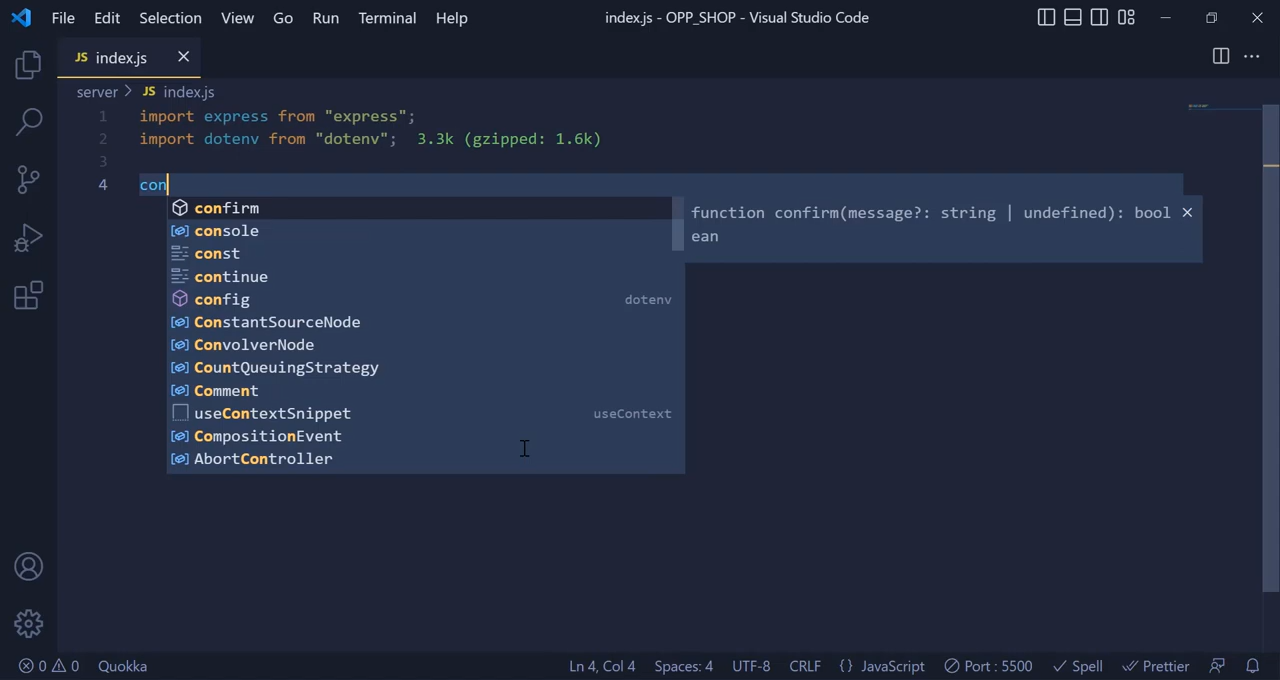 File Edit Selection View Go Run Terminal Help index.js - OPP_SHOP - Visual Studio Code
JS index.js
server > JS index.js
1 import express from "express";
2 import dotenv from "dotenv"; 3.3k (gzipped: 1.6k)
3
4 con
confirm
function confirm(message?: string | undefined): bool
ean
console
const
continue
config dotenv
ConstantSourceNode
ConvolverNode
CountQueuingStrategy
Comment
useContextSnippet useContext
CompositionEvent
AbortController
0 0 Quokka Ln 4, Col 4 Spaces: 4 UTF-8 CRLF {} JavaScript Port : 5500 Spell Prettier